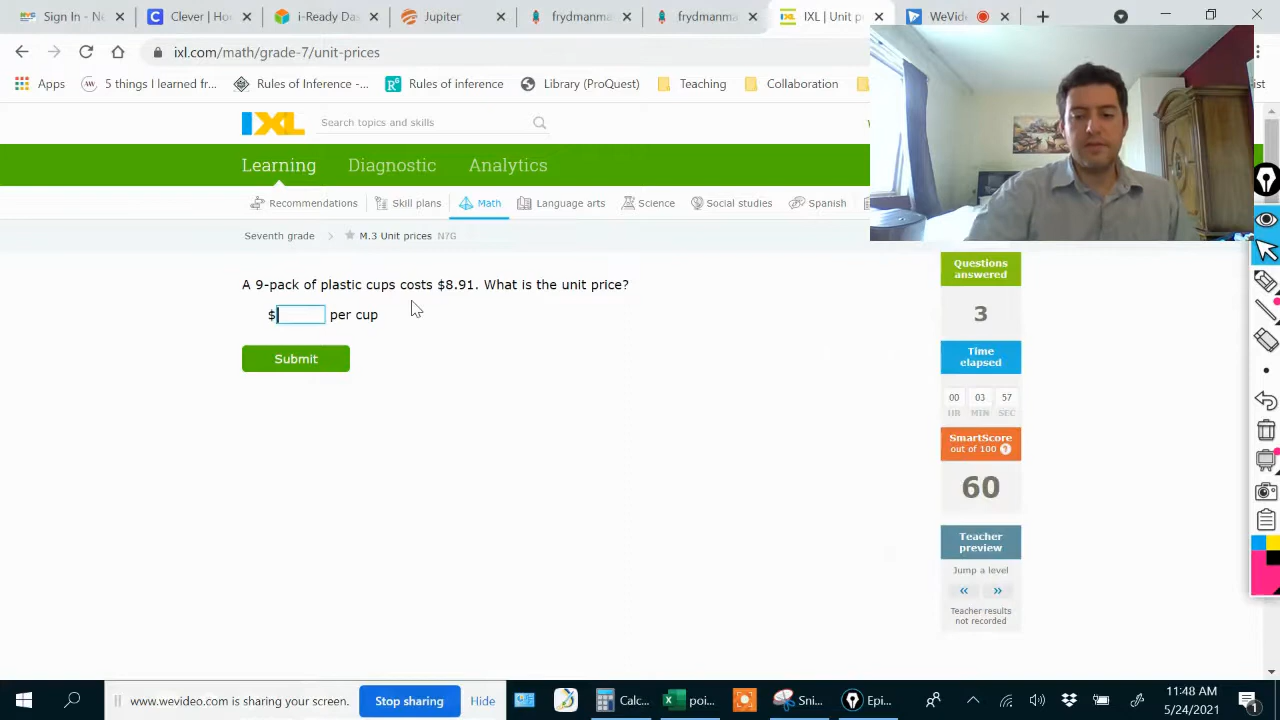 i-Ready Da
Jupiter
frydmanma
frydmanma
IXL
IXL | Unit pr
WeVide
ixl.com/math/grade-7/unit-prices
Apps
5 things I learned...
Rules of Inference -...
Rules of inference
Library (ProQuest)
Teaching
Collaboration
IXL
Search topics and skills
Learning
Diagnostic
Analytics
Recommendations
Skill plans
Math
Language arts
Science
Social studies
Spanish
Seventh grade
M.3 Unit prices N7G
A 9-pack of plastic cups costs $8.91. What is the unit price?
$ per cup
Submit
Questions
answered
3
Time
elapsed
00 03 57
HR MIN SEC
SmartScore
out of 100 ?
60
Teacher
preview
Jump a level
« »
Teacher results
not recorded
www.wevideo.com is sharing your screen.
Stop sharing
Hide
Calc...
poi...
Sni...
Epi...
11:48 AM
5/24/2021
1